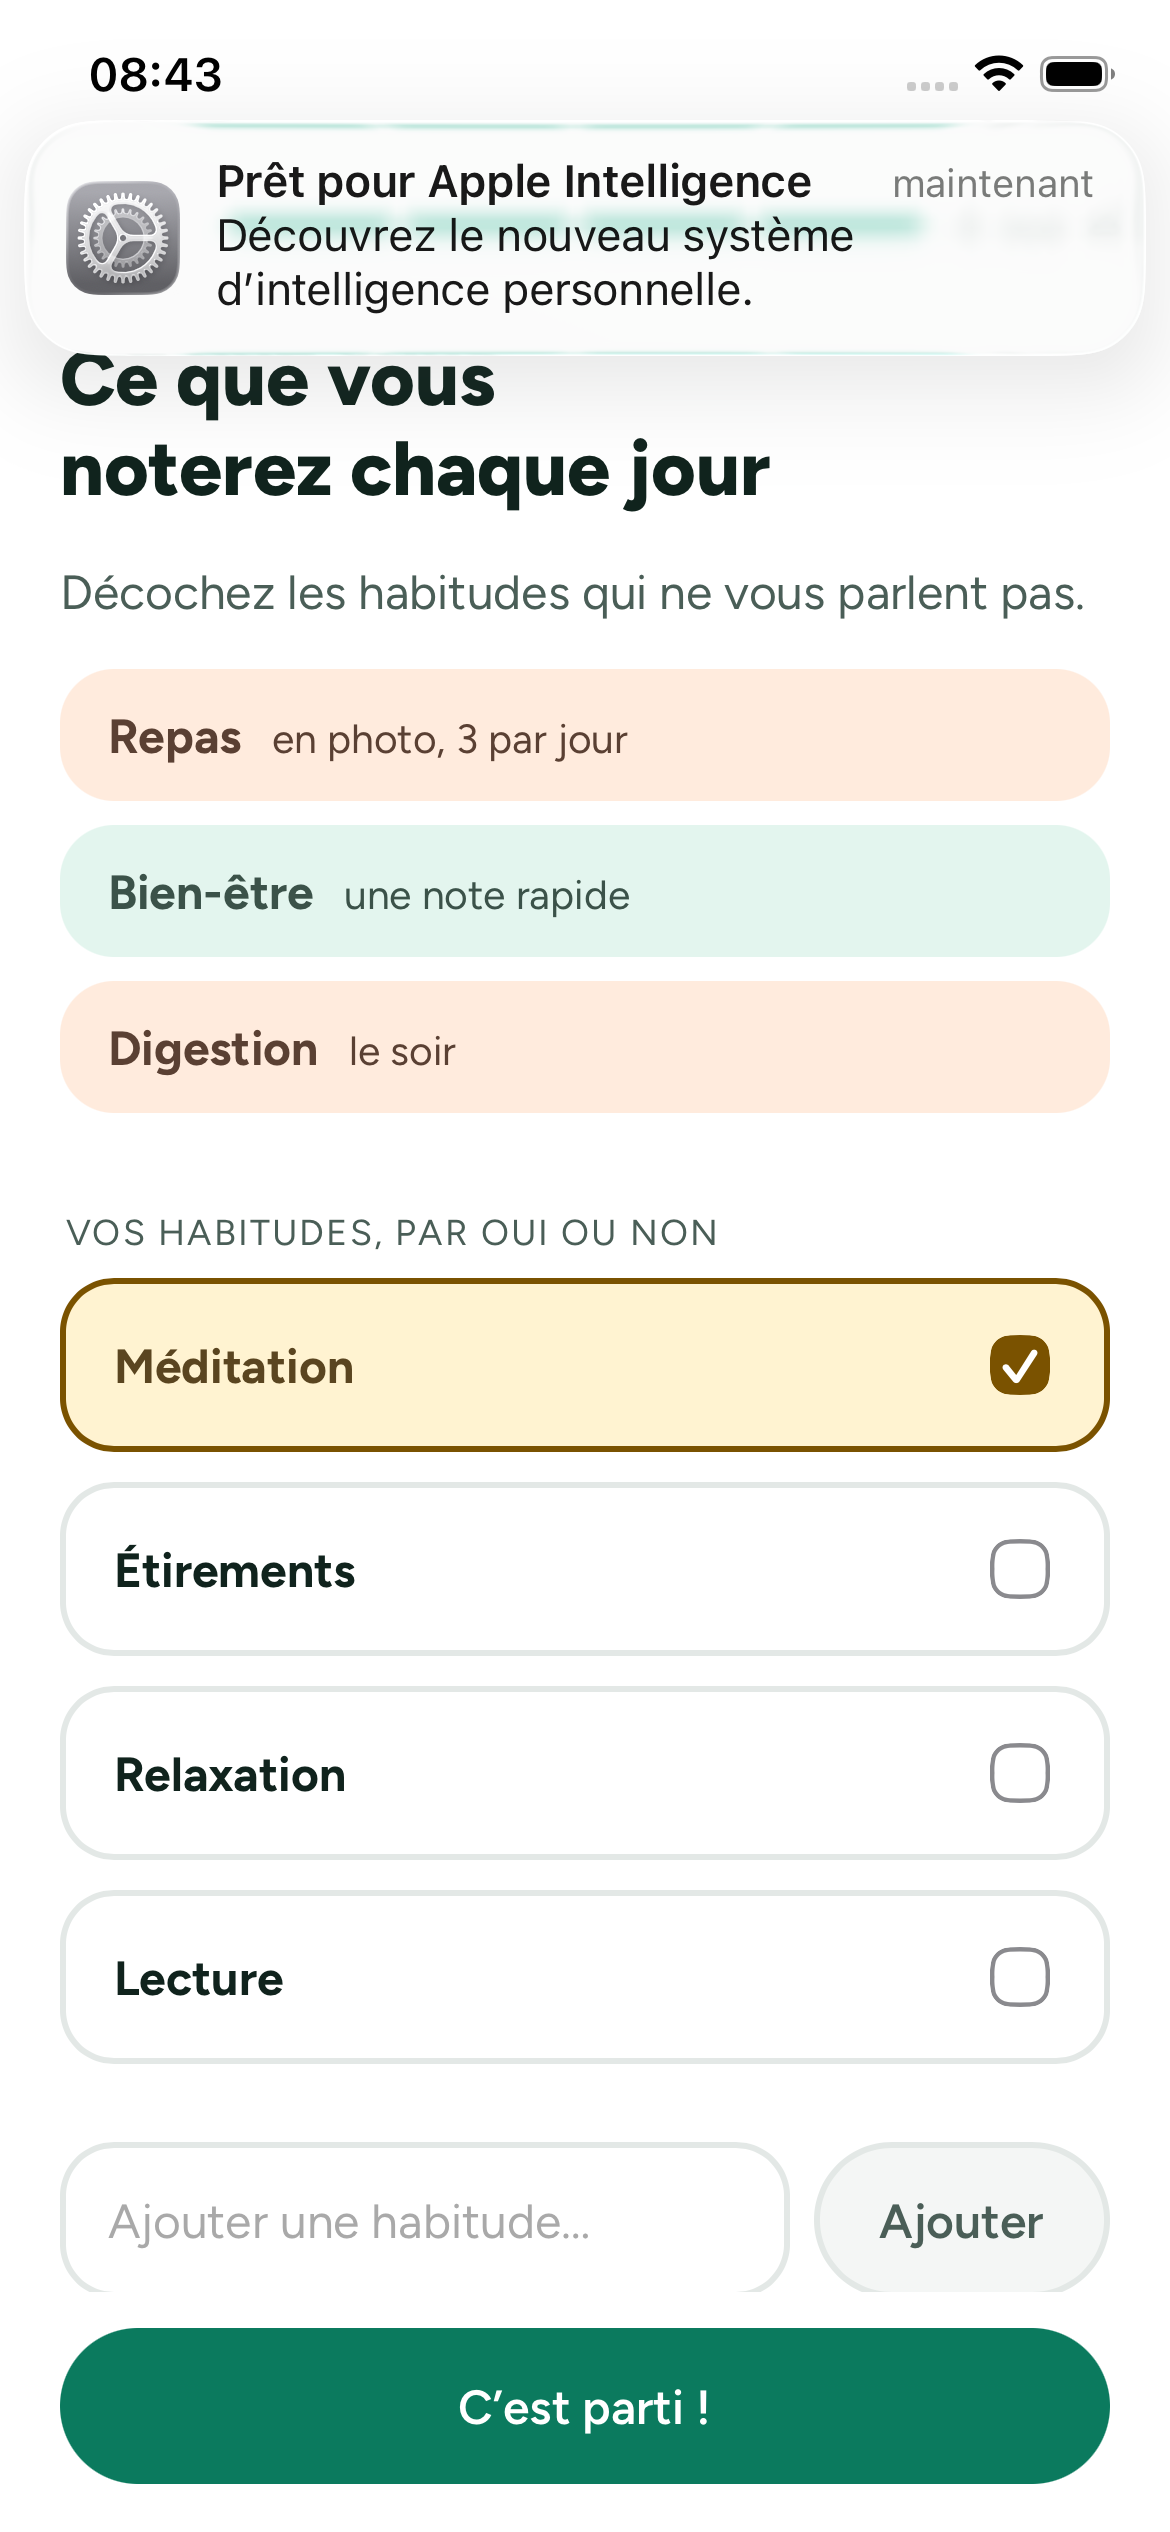 08:43
Prêt pour Apple Intelligence
maintenant
Découvrez le nouveau système
d’intelligence personnelle.
Ce que vous
noterez chaque jour
Décochez les habitudes qui ne vous parlent pas.
Repas en photo, 3 par jour
Bien-être une note rapide
Digestion le soir
VOS HABITUDES, PAR OUI OU NON
Méditation
Étirements
Relaxation
Lecture
Ajouter une habitude...
Ajouter
C’est parti !